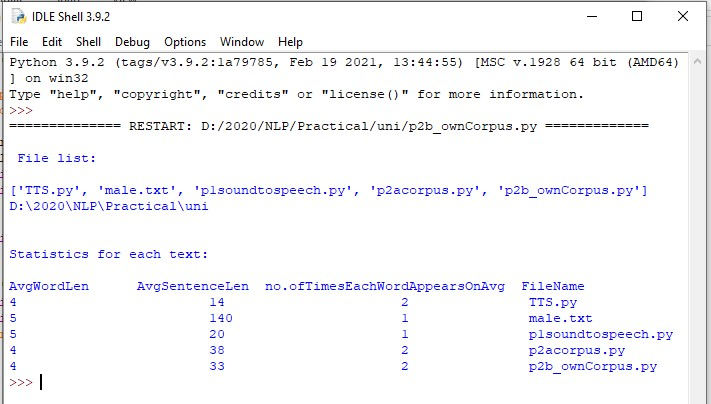 IDLE Shell 3.9.2
File Edit Shell Debug Options Window Help
Python 3.9.2 (tags/v3.9.2:1a79785, Feb 19 2021, 13:44:55) [MSC v.1928 64 bit (AMD64)
] on win32
Type "help", "copyright", "credits" or "license()" for more information.
>>>
============== RESTART: D:/2020/NLP/Practical/uni/p2b_ownCorpus.py =============
File list:
['TTS.py', 'male.txt', 'p1soundtospeech.py', 'p2acorpus.py', 'p2b_ownCorpus.py']
D:\2020\NLP\Practical\uni
Statistics for each text:
AvgWordLen AvgSentenceLen no.ofTimesEachWordAppearsOnAvg FileName
4 14 2 TTS.py
5 140 1 male.txt
5 20 1 p1soundtospeech.py
4 38 2 p2acorpus.py
4 33 2 p2b_ownCorpus.py
>>>